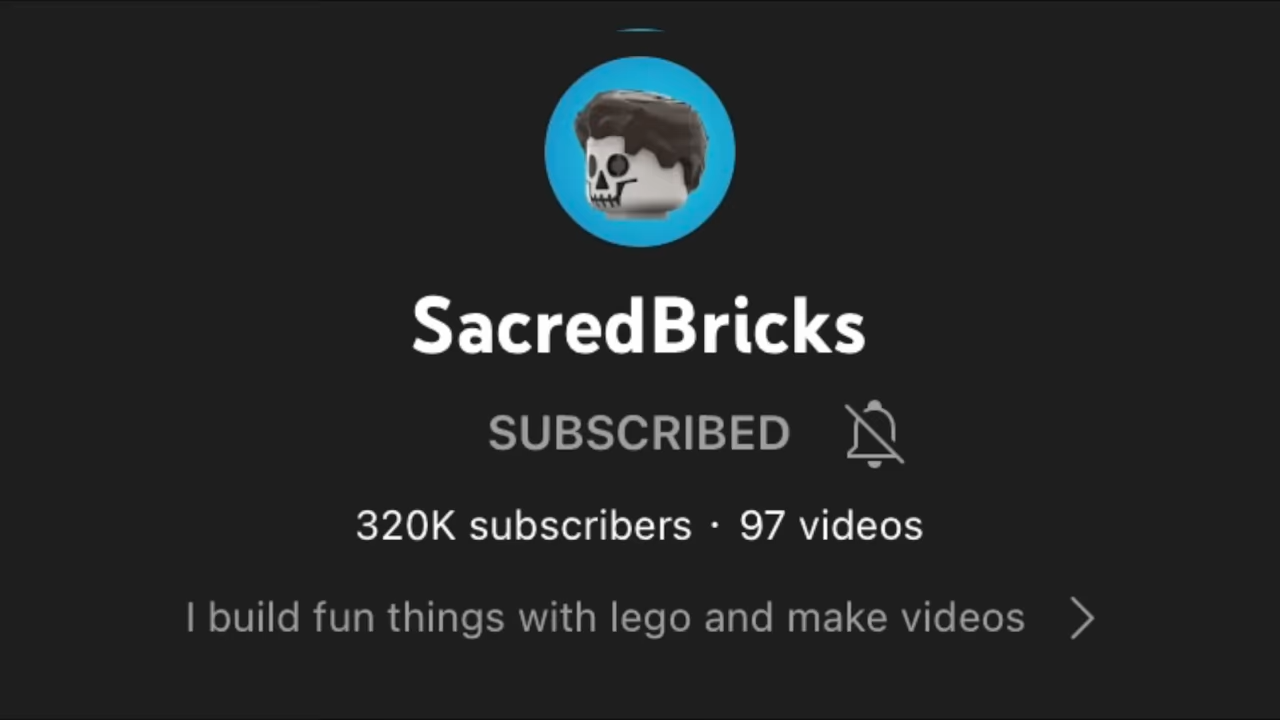 SacredBricks
SUBSCRIBED
320K subscribers · 97 videos
I build fun things with lego and make videos